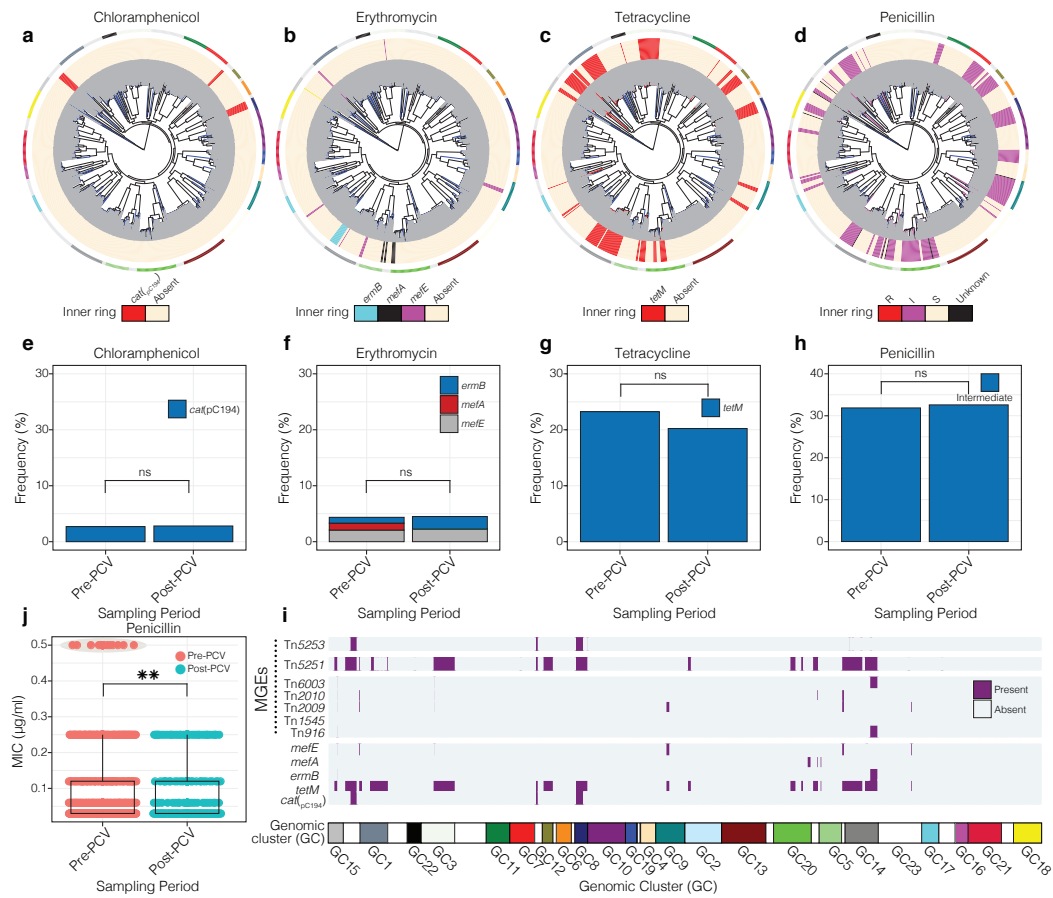 Chloramphenicol
Erythromycin
Tetracycline
Penicillin
a
b
c
d
cat(pC194)
Absent
ermB
mefA
mefE
Absent
tetM
Absent
R
I
S
Unknown
Inner ring
Inner ring
Inner ring
Inner ring
e
f
g
h
Chloramphenicol
Erythromycin
Tetracycline
Penicillin
Frequency (%)
30
30
10
0
cat(pC194)
ns
Pre-PCV
Post-PCV
Sampling Period
Frequency (%)
30
20
10
0
ermB
mefA
mefE
ns
Pre-PCV
Post-PCV
Sampling Period
Frequency (%)
30
20
10
0
ns
tetM
Pre-PCV
Post-PCV
Sampling Period
Frequency (%)
40
30
20
10
0
ns
Intermediate
Pre-PCV
Post-PCV
Sampling Period
j
Penicillin
MIC (µg/ml)
0.5
0.4
0.3
0.2
0.1
Pre-PCV
Post-PCV
**
Pre-PCV
Post-PCV
Sampling Period
i
MGEs
Tn5253
Tn5251
Tn6003
Tn2010
Tn2009
Tn1545
Tn916
mefE
mefA
ermB
tetM
cat(pC194)
Present
Absent
Genomic
cluster (GC)
GC15
GC1
GC22
GC3
GC11
GC7
GC12
GC6
GC8
GC10
GC19
GC4
GC9
GC2
GC13
GC20
GC5
GC14
GC23
GC17
GC16
GC21
GC18
Genomic Cluster (GC)